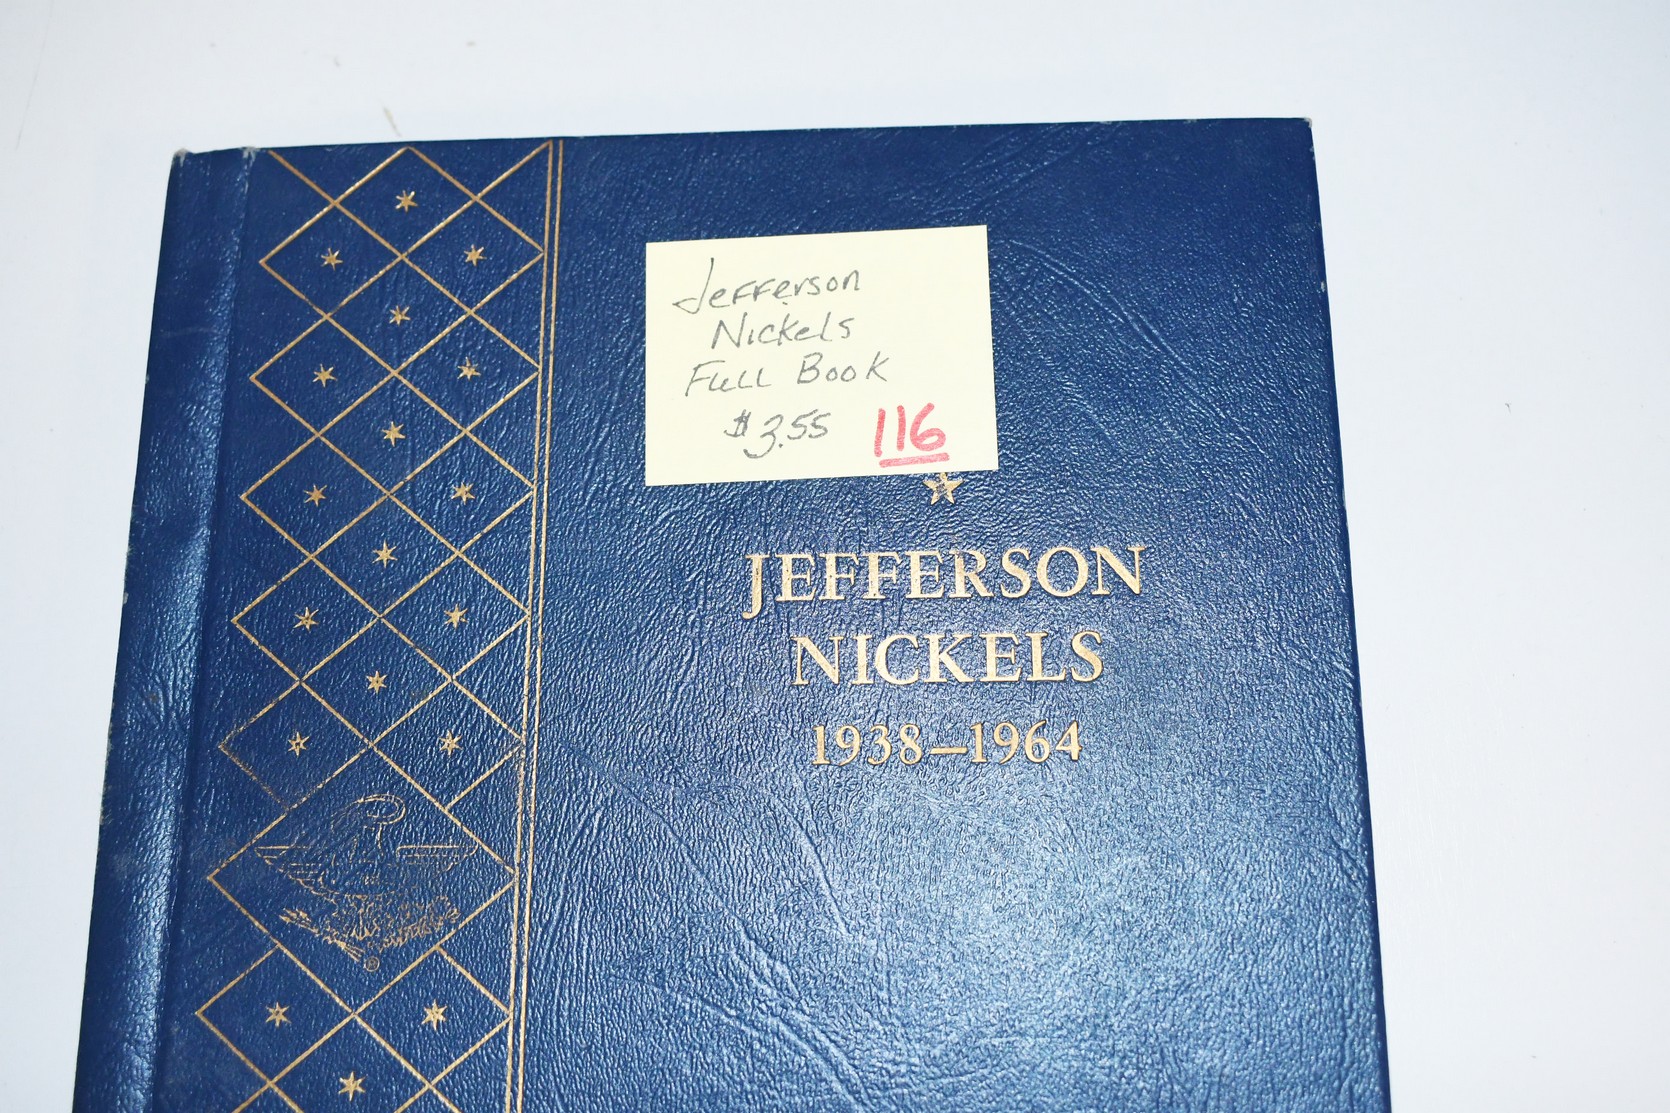 Jefferson
Nickels
Full Book
$3.55 116
JEFFERSON
NICKELS
1938–1964
®